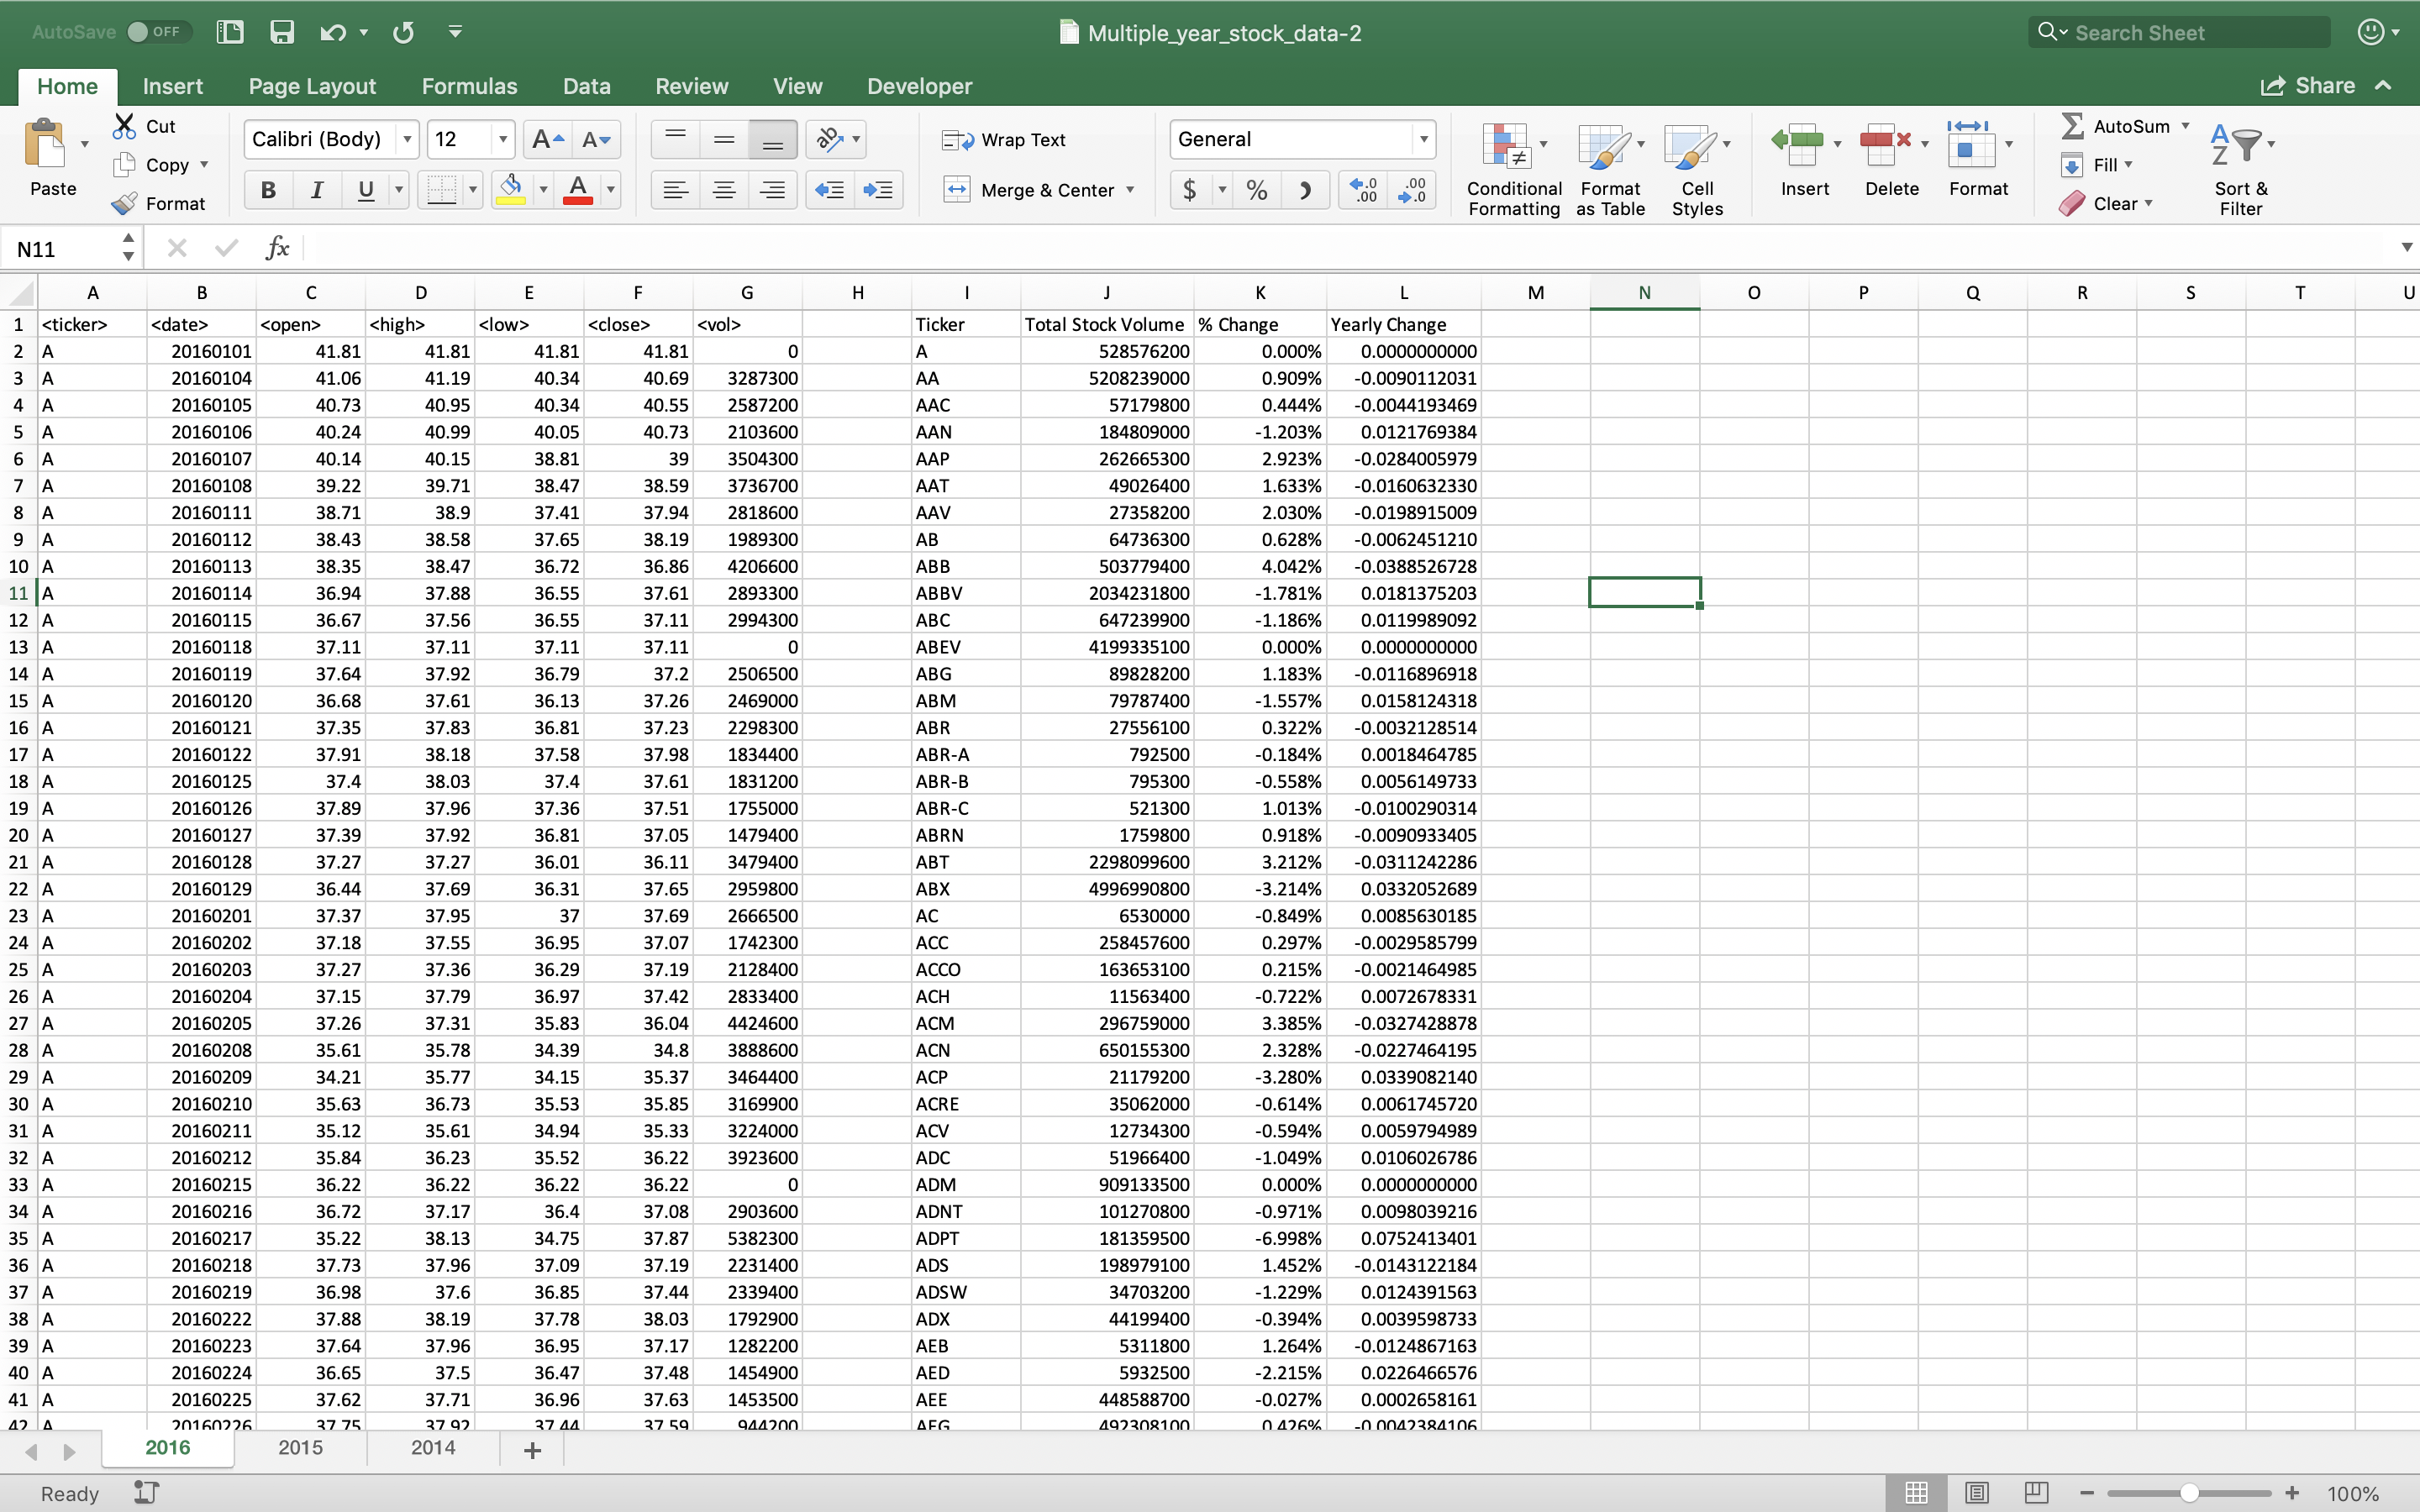 AutoSave OFF Multiple_year_stock_data-2 Search Sheet
Home Insert Page Layout Formulas Data Review View Developer Share
Paste Cut Copy Format Calibri (Body) 12 A A B I U A Wrap Text Merge & Center General $ % ) .0 .00 .00 .0 Conditional Formatting Format as Table Cell Styles Insert Delete Format AutoSum Fill Clear A Z Sort & Filter
N11 fx
A B C D E F G H I J K L M N O P Q R S T U
1 <ticker> <date> <open> <high> <low> <close> <vol> Ticker Total Stock Volume % Change Yearly Change
2 A 20160101 41.81 41.81 41.81 41.81 0 A 528576200 0.000% 0.0000000000
3 A 20160104 41.06 41.19 40.34 40.69 3287300 AA 5208239000 0.909% -0.0090112031
4 A 20160105 40.73 40.95 40.34 40.55 2587200 AAC 57179800 0.444% -0.0044193469
5 A 20160106 40.24 40.99 40.05 40.73 2103600 AAN 184809000 -1.203% 0.0121769384
6 A 20160107 40.14 40.15 38.81 39 3504300 AAP 262665300 2.923% -0.0284005979
7 A 20160108 39.22 39.71 38.47 38.59 3736700 AAT 49026400 1.633% -0.0160632330
8 A 20160111 38.71 38.9 37.41 37.94 2818600 AAV 27358200 2.030% -0.0198915009
9 A 20160112 38.43 38.58 37.65 38.19 1989300 AB 64736300 0.628% -0.0062451210
10 A 20160113 38.35 38.47 36.72 36.86 4206600 ABB 503779400 4.042% -0.0388526728
11 A 20160114 36.94 37.88 36.55 37.61 2893300 ABBV 2034231800 -1.781% 0.0181375203
12 A 20160115 36.67 37.56 36.55 37.11 2994300 ABC 647239900 -1.186% 0.0119989092
13 A 20160118 37.11 37.11 37.11 37.11 0 ABEV 4199335100 0.000% 0.0000000000
14 A 20160119 37.64 37.92 36.79 37.2 2506500 ABG 89828200 1.183% -0.0116896918
15 A 20160120 36.68 37.61 36.13 37.26 2469000 ABM 79787400 -1.557% 0.0158124318
16 A 20160121 37.35 37.83 36.81 37.23 2298300 ABR 27556100 0.322% -0.0032128514
17 A 20160122 37.91 38.18 37.58 37.98 1834400 ABR-A 792500 -0.184% 0.0018464785
18 A 20160125 37.4 38.03 37.4 37.61 1831200 ABR-B 795300 -0.558% 0.0056149733
19 A 20160126 37.89 37.96 37.36 37.51 1755000 ABR-C 521300 1.013% -0.0100290314
20 A 20160127 37.39 37.92 36.81 37.05 1479400 ABRN 1759800 0.918% -0.0090933405
21 A 20160128 37.27 37.27 36.01 36.11 3479400 ABT 2298099600 3.212% -0.0311242286
22 A 20160129 36.44 37.69 36.31 37.65 2959800 ABX 4996990800 -3.214% 0.0332052689
23 A 20160201 37.37 37.95 37 37.69 2666500 AC 6530000 -0.849% 0.0085630185
24 A 20160202 37.18 37.55 36.95 37.07 1742300 ACC 258457600 0.297% -0.0029585799
25 A 20160203 37.27 37.36 36.29 37.19 2128400 ACCO 163653100 0.215% -0.0021464985
26 A 20160204 37.15 37.79 36.97 37.42 2833400 ACH 11563400 -0.722% 0.0072678331
27 A 20160205 37.26 37.31 35.83 36.04 4424600 ACM 296759000 3.385% -0.0327428878
28 A 20160208 35.61 35.78 34.39 34.8 3888600 ACN 650155300 2.328% -0.0227464195
29 A 20160209 34.21 35.77 34.15 35.37 3464400 ACP 21179200 -3.280% 0.0339082140
30 A 20160210 35.63 36.73 35.53 35.85 3169900 ACRE 35062000 -0.614% 0.0061745720
31 A 20160211 35.12 35.61 34.94 35.33 3224000 ACV 12734300 -0.594% 0.0059794989
32 A 20160212 35.84 36.23 35.52 36.22 3923600 ADC 51966400 -1.049% 0.0106026786
33 A 20160215 36.22 36.22 36.22 36.22 0 ADM 909133500 0.000% 0.0000000000
34 A 20160216 36.72 37.17 36.4 37.08 2903600 ADNT 101270800 -0.971% 0.0098039216
35 A 20160217 35.22 38.13 34.75 37.87 5382300 ADPT 181359500 -6.998% 0.0752413401
36 A 20160218 37.73 37.96 37.09 37.19 2231400 ADS 198979100 1.452% -0.0143122184
37 A 20160219 36.98 37.6 36.85 37.44 2339400 ADSW 34703200 -1.229% 0.0124391563
38 A 20160222 37.88 38.19 37.78 38.03 1792900 ADX 44199400 -0.394% 0.0039598733
39 A 20160223 37.64 37.96 36.95 37.17 1282200 AEB 5311800 1.264% -0.0124867163
40 A 20160224 36.65 37.5 36.47 37.48 1454900 AED 5932500 -2.215% 0.0226466576
41 A 20160225 37.62 37.71 36.96 37.63 1453500 AEE 448588700 -0.027% 0.0002658161
42 A 20160226 37.75 37.92 37.44 37.59 944200 AEG 492308100 0.426% -0.0042384106
2016 2015 2014 +
Ready 100%